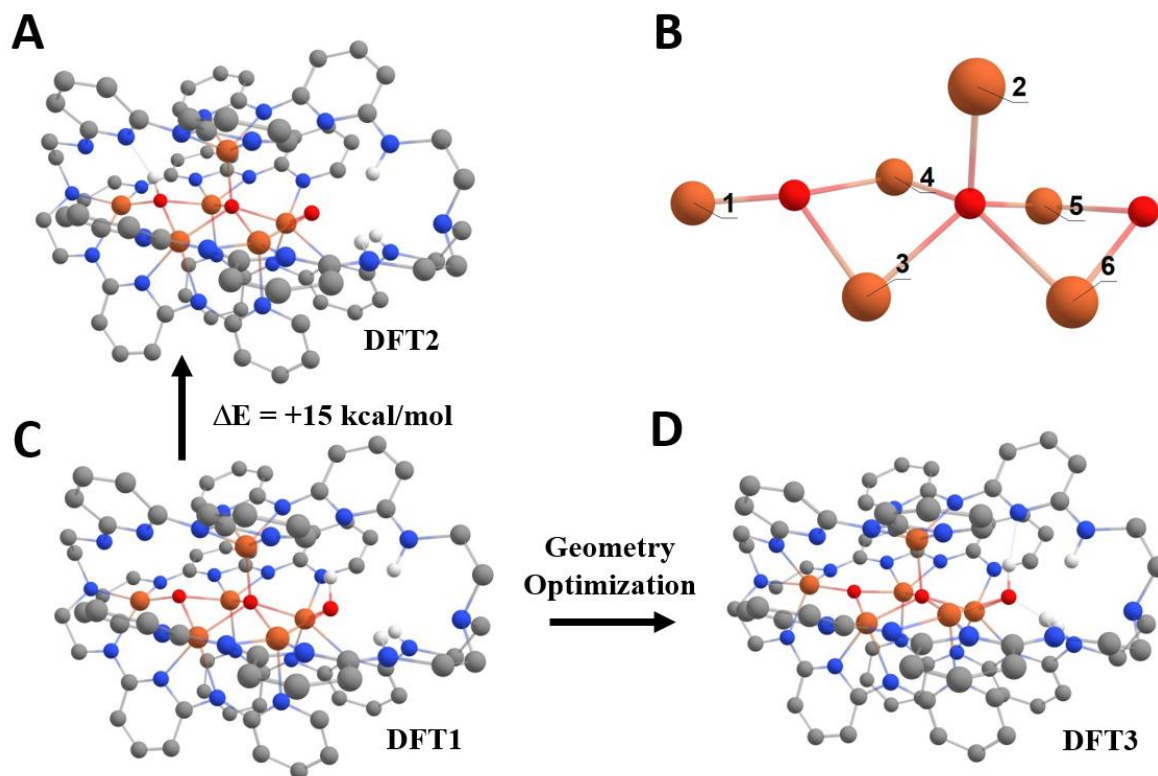 A
B
2
4
1
5
3
6
DFT2
ΔE = +15 kcal/mol
C
D
Geometry
Optimization
DFT1
DFT3